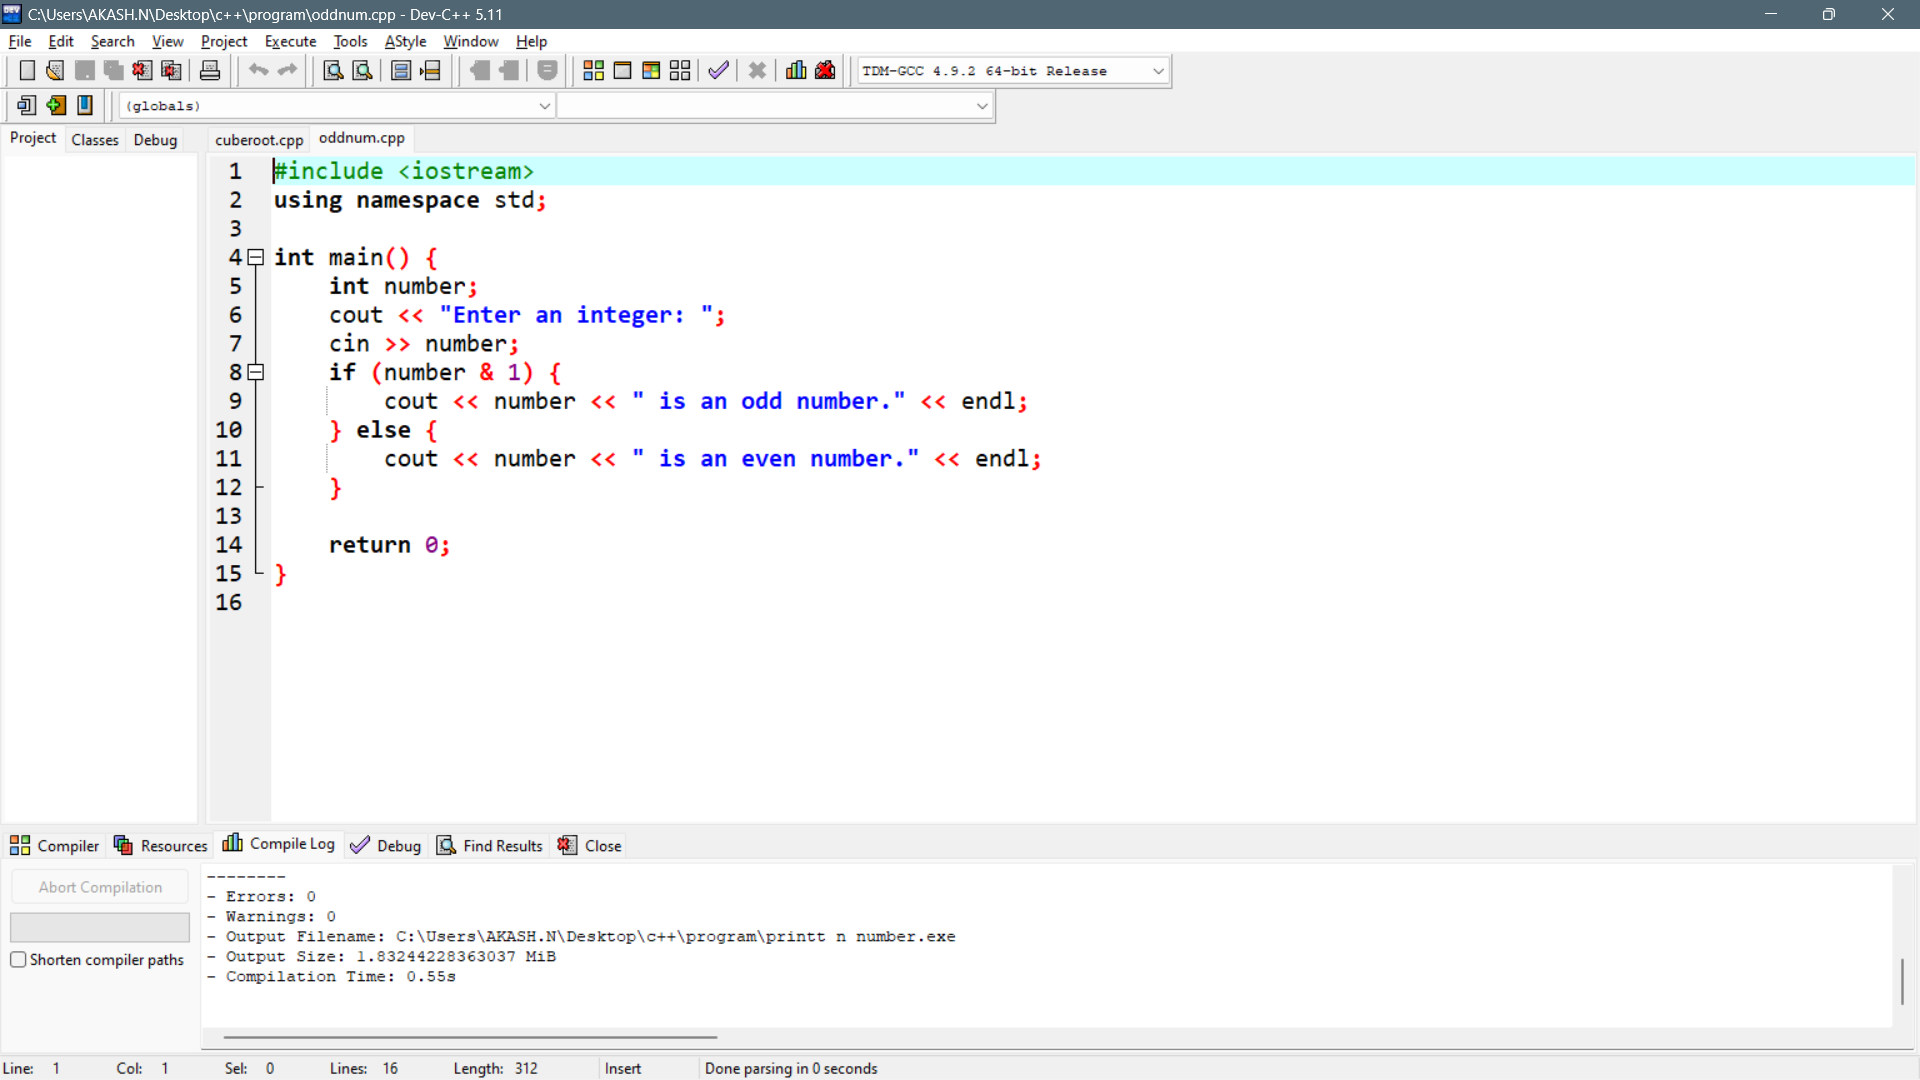 C:\Users\AKASH.N\Desktop\c++\program\oddnum.cpp - Dev-C++ 5.11
File Edit Search View Project Execute Tools AStyle Window Help
TDM-GCC 4.9.2 64-bit Release
(globals)
Project Classes Debug cuberoot.cpp oddnum.cpp
1 #include <iostream>
2 using namespace std;
3
4 int main() {
5 int number;
6 cout << "Enter an integer: ";
7 cin >> number;
8 if (number & 1) {
9 cout << number << " is an odd number." << endl;
10 } else {
11 cout << number << " is an even number." << endl;
12 }
13
14 return 0;
15 }
16
Compiler Resources Compile Log Debug Find Results Close
Abort Compilation
Shorten compiler paths
--------
- Errors: 0
- Warnings: 0
- Output Filename: C:\Users\AKASH.N\Desktop\c++\program\printt n number.exe
- Output Size: 1.83244228363037 MiB
- Compilation Time: 0.55s
Line: 1 Col: 1 Sel: 0 Lines: 16 Length: 312 Insert Done parsing in 0 seconds